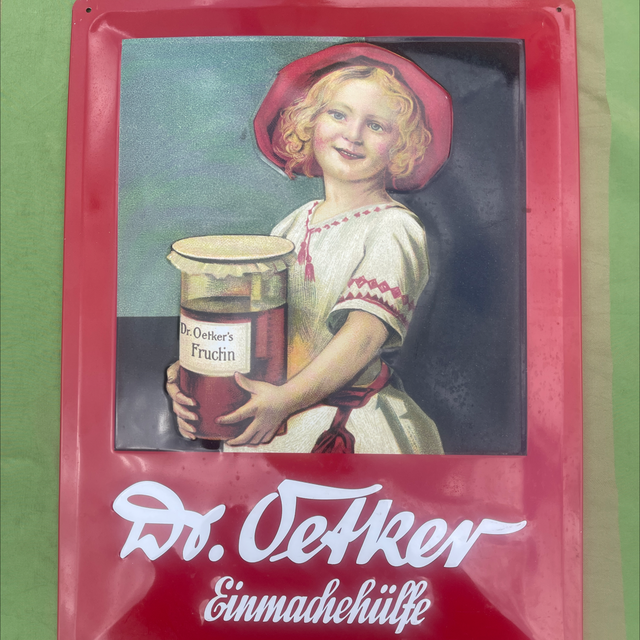 Dr. Oetker's
Fructin
Dr. Oetker
Einmachehülfe